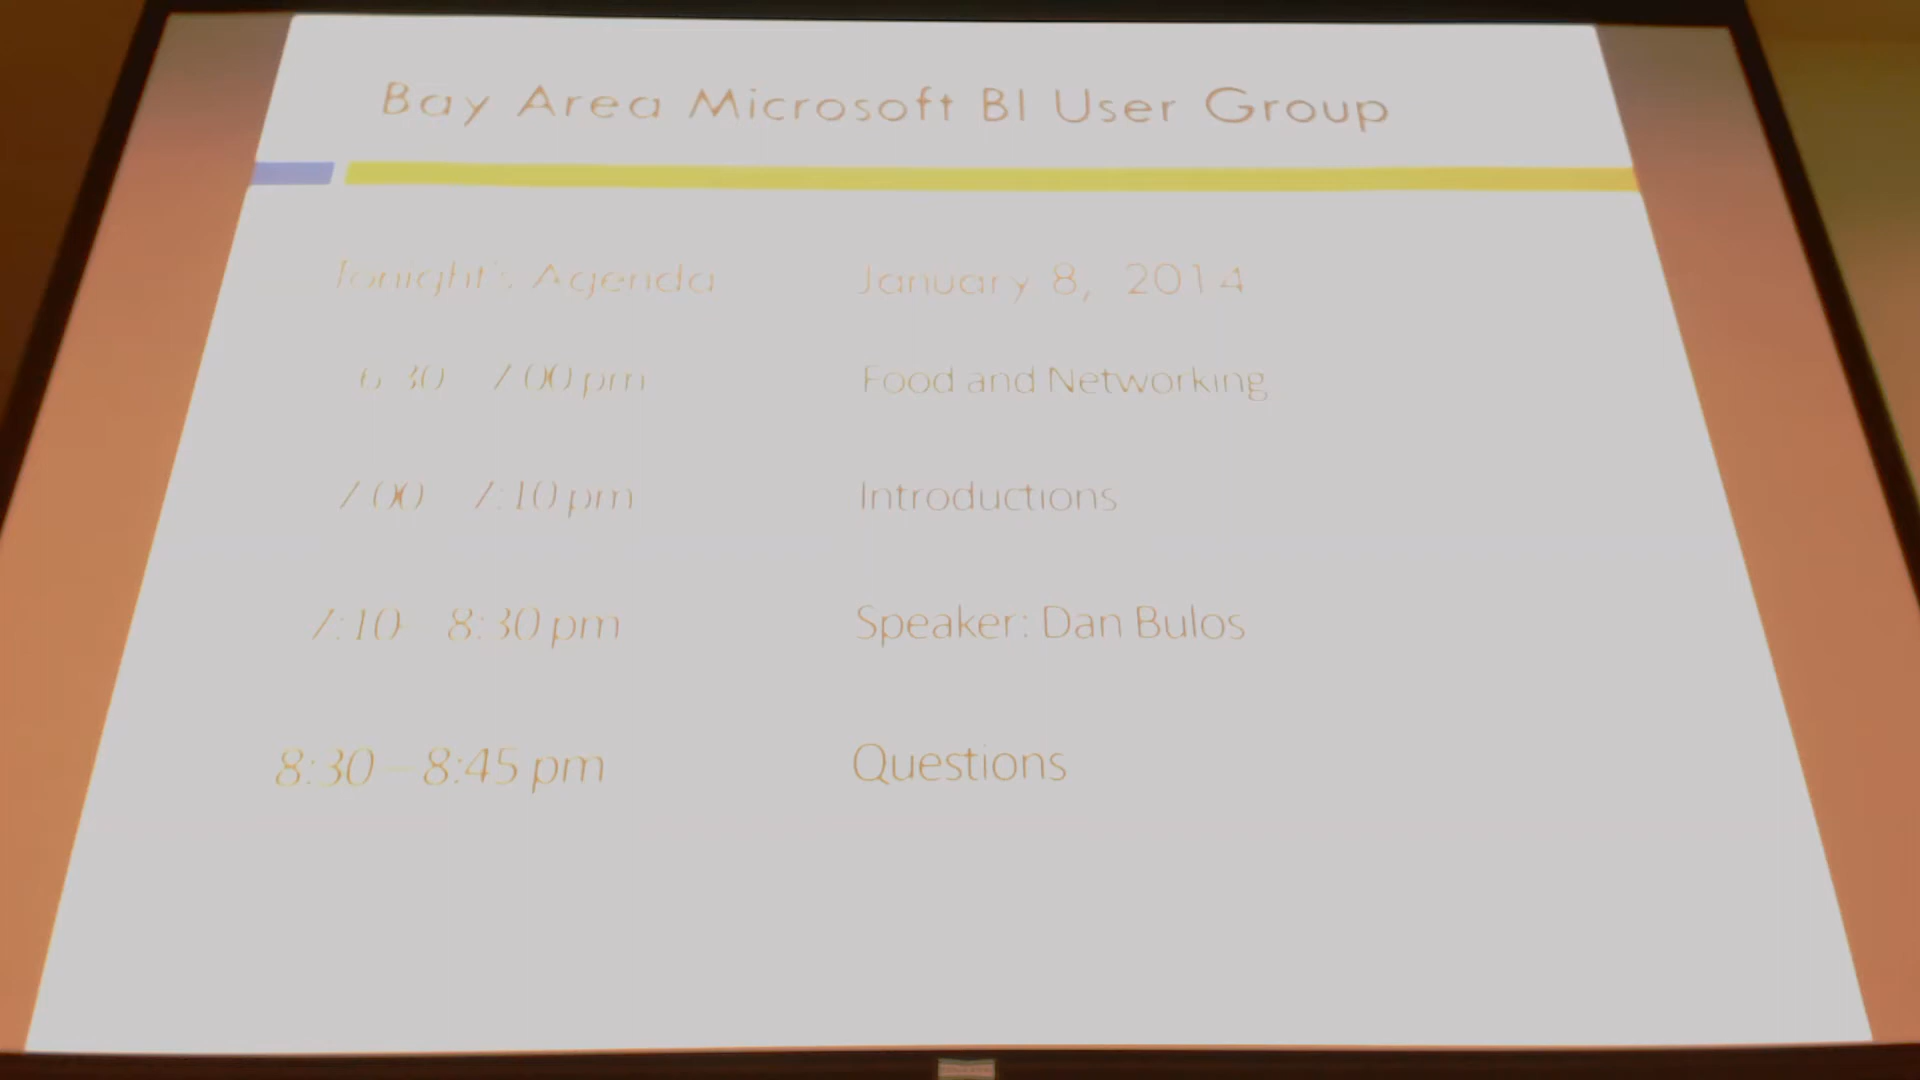 Bay Area Microsoft BI User Group
Tonight's Agenda January 8, 2014
6:30 – 7:00 pm Food and Networking
7:00 – 7:10 pm Introductions
7:10 – 8:30 pm Speaker: Dan Bulos
8:30 – 8:45 pm Questions